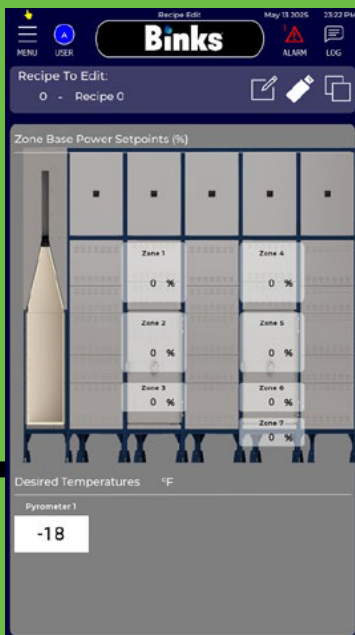 Recipe Edit
May 13 2025 23:22 PM
MENU
A
USER
Binks
ALARM
LOG
Recipe To Edit:
0 - Recipe 0
Zone Base Power Setpoints (%)
Zone 1
0 %
Zone 4
0 %
Zone 2
0 %
Zone 5
0 %
Zone 3
0 %
Zone 6
0 %
Zone 7
0 %
Desired Temperatures °F
Pyrometer 1
-18